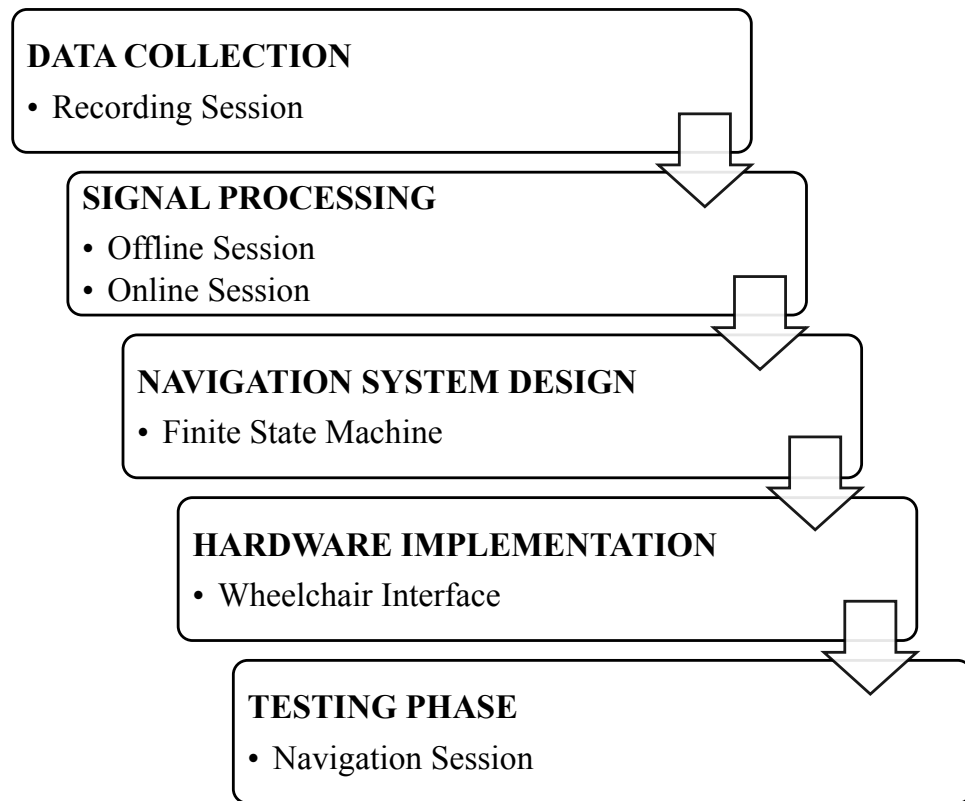 DATA COLLECTION
• Recording Session
SIGNAL PROCESSING
• Offline Session
• Online Session
NAVIGATION SYSTEM DESIGN
• Finite State Machine
HARDWARE IMPLEMENTATION
• Wheelchair Interface
TESTING PHASE
• Navigation Session